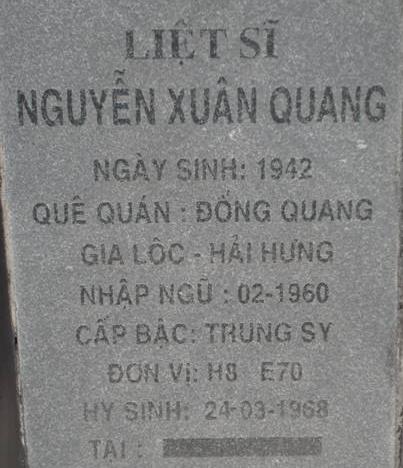 LIỆT SĨ
NGUYỄN XUÂN QUANG
NGÀY SINH: 1942
QUÊ QUÁN : ĐỒNG QUANG
GIA LỘC - HẢI HƯNG
NHẬP NGŨ : 02-1960
CẤP BẬC: TRUNG SY
ĐƠN VỊ: H8 E70
HY SINH: 24-03-1968
TẠI :